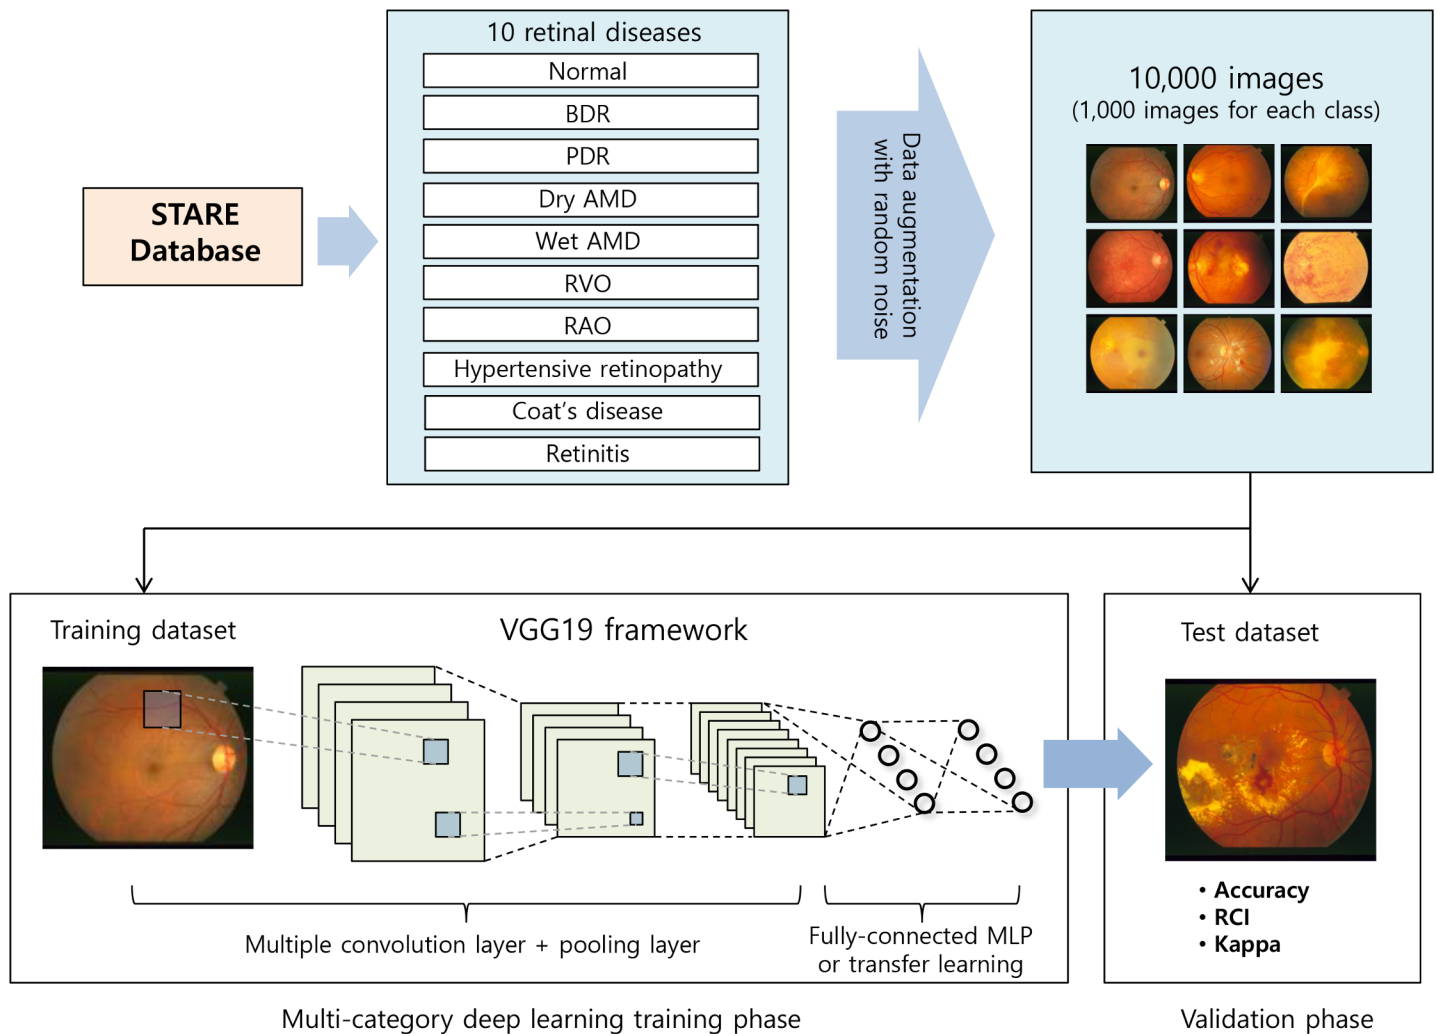 STARE
Database
10 retinal diseases
Normal
BDR
PDR
Dry AMD
Wet AMD
RVO
RAO
Hypertensive retinopathy
Coat's disease
Retinitis
Data augmentation
with random noise
10,000 images
(1,000 images for each class)
Training dataset
VGG19 framework
Multiple convolution layer + pooling layer
Fully-connected MLP
or transfer learning
Multi-category deep learning training phase
Test dataset
• Accuracy
• RCI
• Kappa
Validation phase